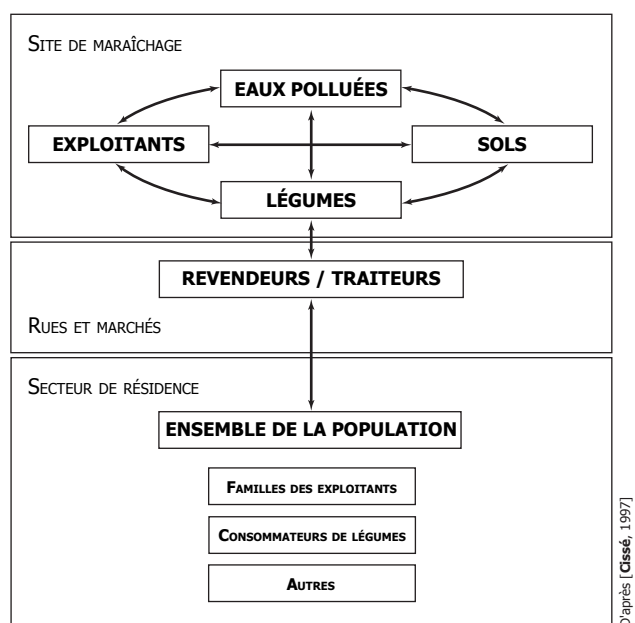 SITE DE MARAÎCHAGE
EAUX POLLUÉES
EXPLOITANTS
SOLS
LÉGUMES
REVENDEURS / TRAITEURS
RUES ET MARCHÉS
SECTEUR DE RÉSIDENCE
ENSEMBLE DE LA POPULATION
FAMILLES DES EXPLOITANTS
CONSOMMATEURS DE LÉGUMES
AUTRES
D'après [Cissé, 1997]